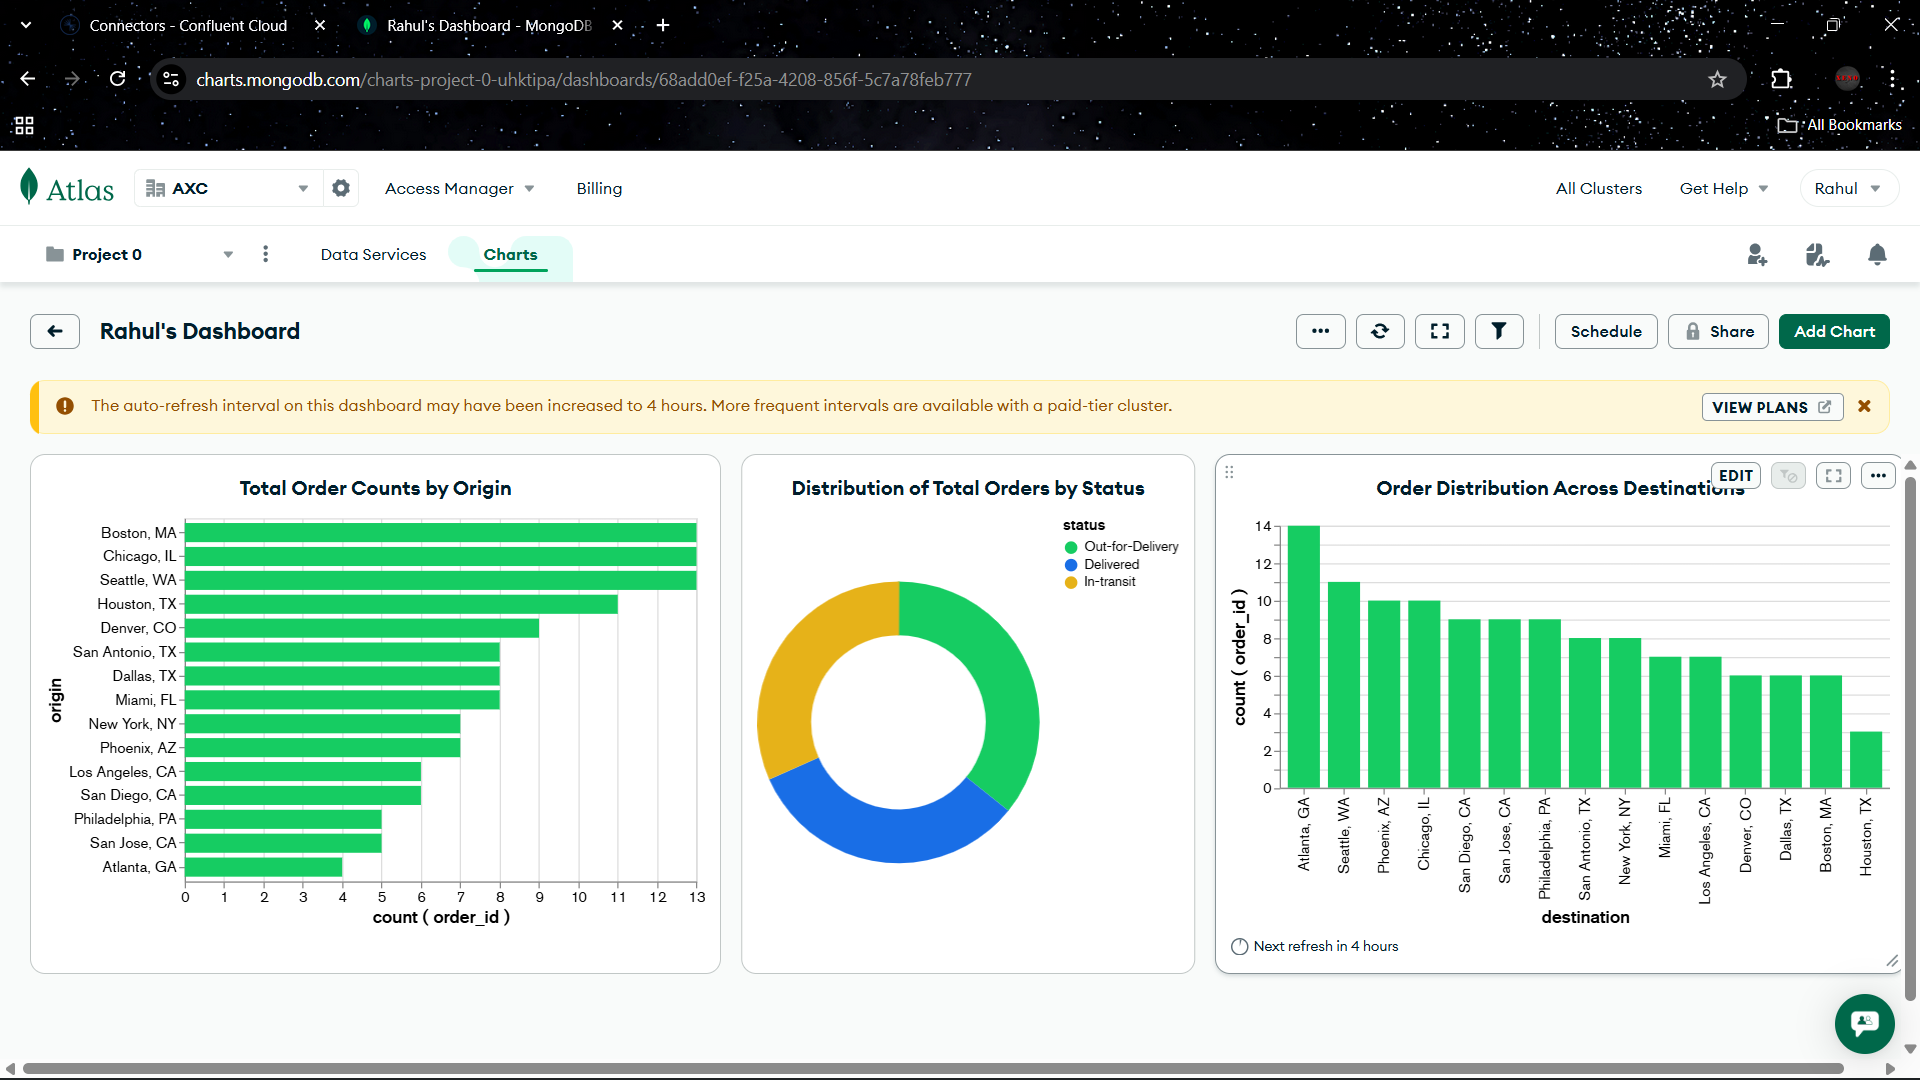 Connectors - Confluent Cloud
Rahul's Dashboard - MongoDB
charts.mongodb.com/charts-project-0-uhktipa/dashboards/68add0ef-f25a-4208-856f-5c7a78feb777
All Bookmarks
Atlas
AXC
Access Manager
Billing
All Clusters
Get Help
Rahul
Project 0
Data Services
Charts
Rahul's Dashboard
Schedule
Share
Add Chart
The auto-refresh interval on this dashboard may have been increased to 4 hours. More frequent intervals are available with a paid-tier cluster.
VIEW PLANS
Total Order Counts by Origin
origin
Boston, MA
Chicago, IL
Seattle, WA
Houston, TX
Denver, CO
San Antonio, TX
Dallas, TX
Miami, FL
New York, NY
Phoenix, AZ
Los Angeles, CA
San Diego, CA
Philadelphia, PA
San Jose, CA
Atlanta, GA
0 1 2 3 4 5 6 7 8 9 10 11 12 13
count ( order_id )
Distribution of Total Orders by Status
status
Out-for-Delivery
Delivered
In-transit
Order Distribution Across Destinations
EDIT
count ( order_id )
14
12
10
8
6
4
2
0
Atlanta, GA
Seattle, WA
Phoenix, AZ
Chicago, IL
San Diego, CA
San Jose, CA
Philadelphia, PA
San Antonio, TX
New York, NY
Miami, FL
Los Angeles, CA
Denver, CO
Dallas, TX
Boston, MA
Houston, TX
destination
Next refresh in 4 hours